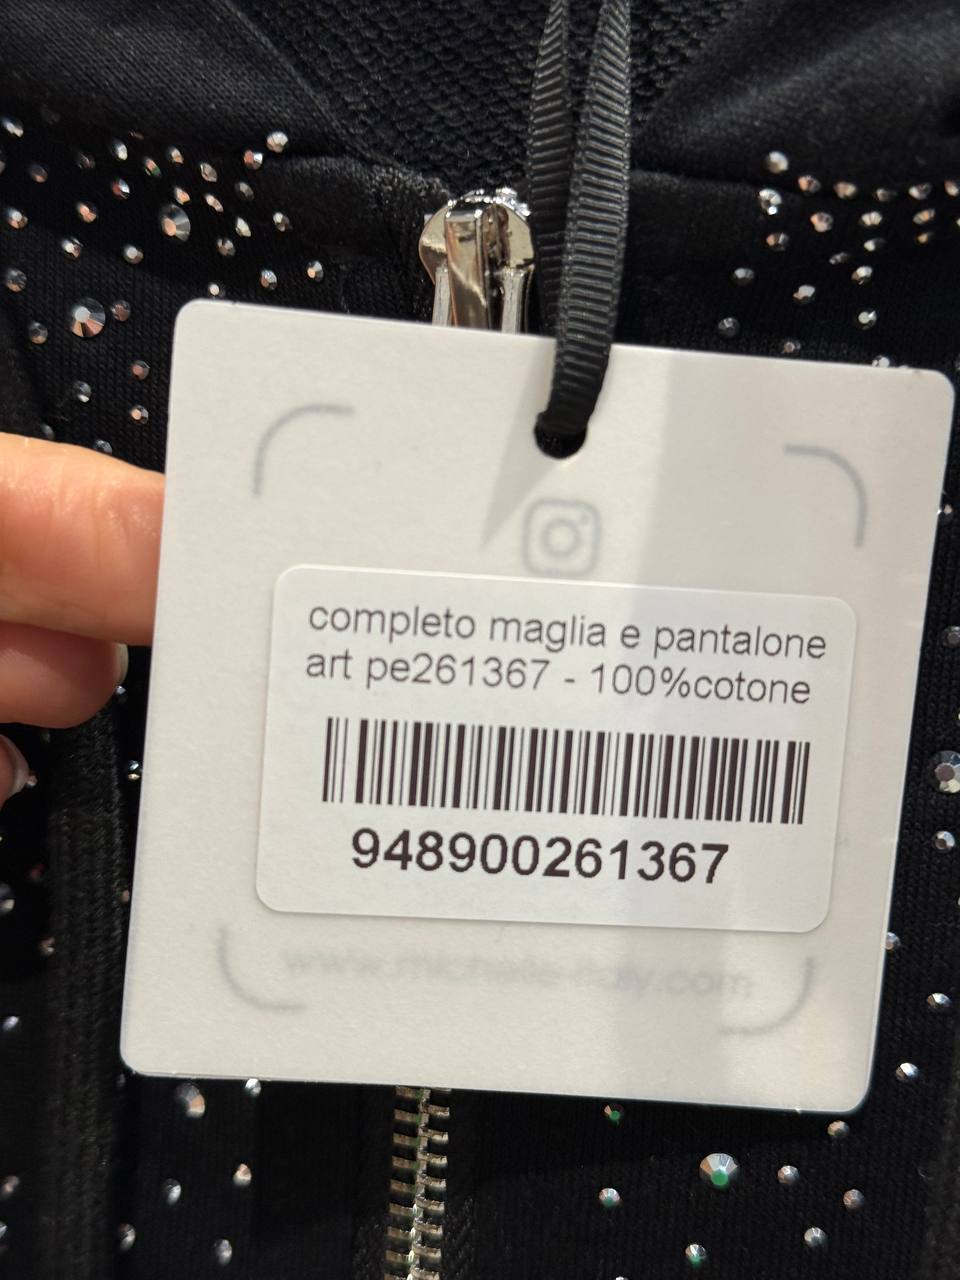 completo maglia e pantalone
art pe261367 - 100%cotone
948900261367